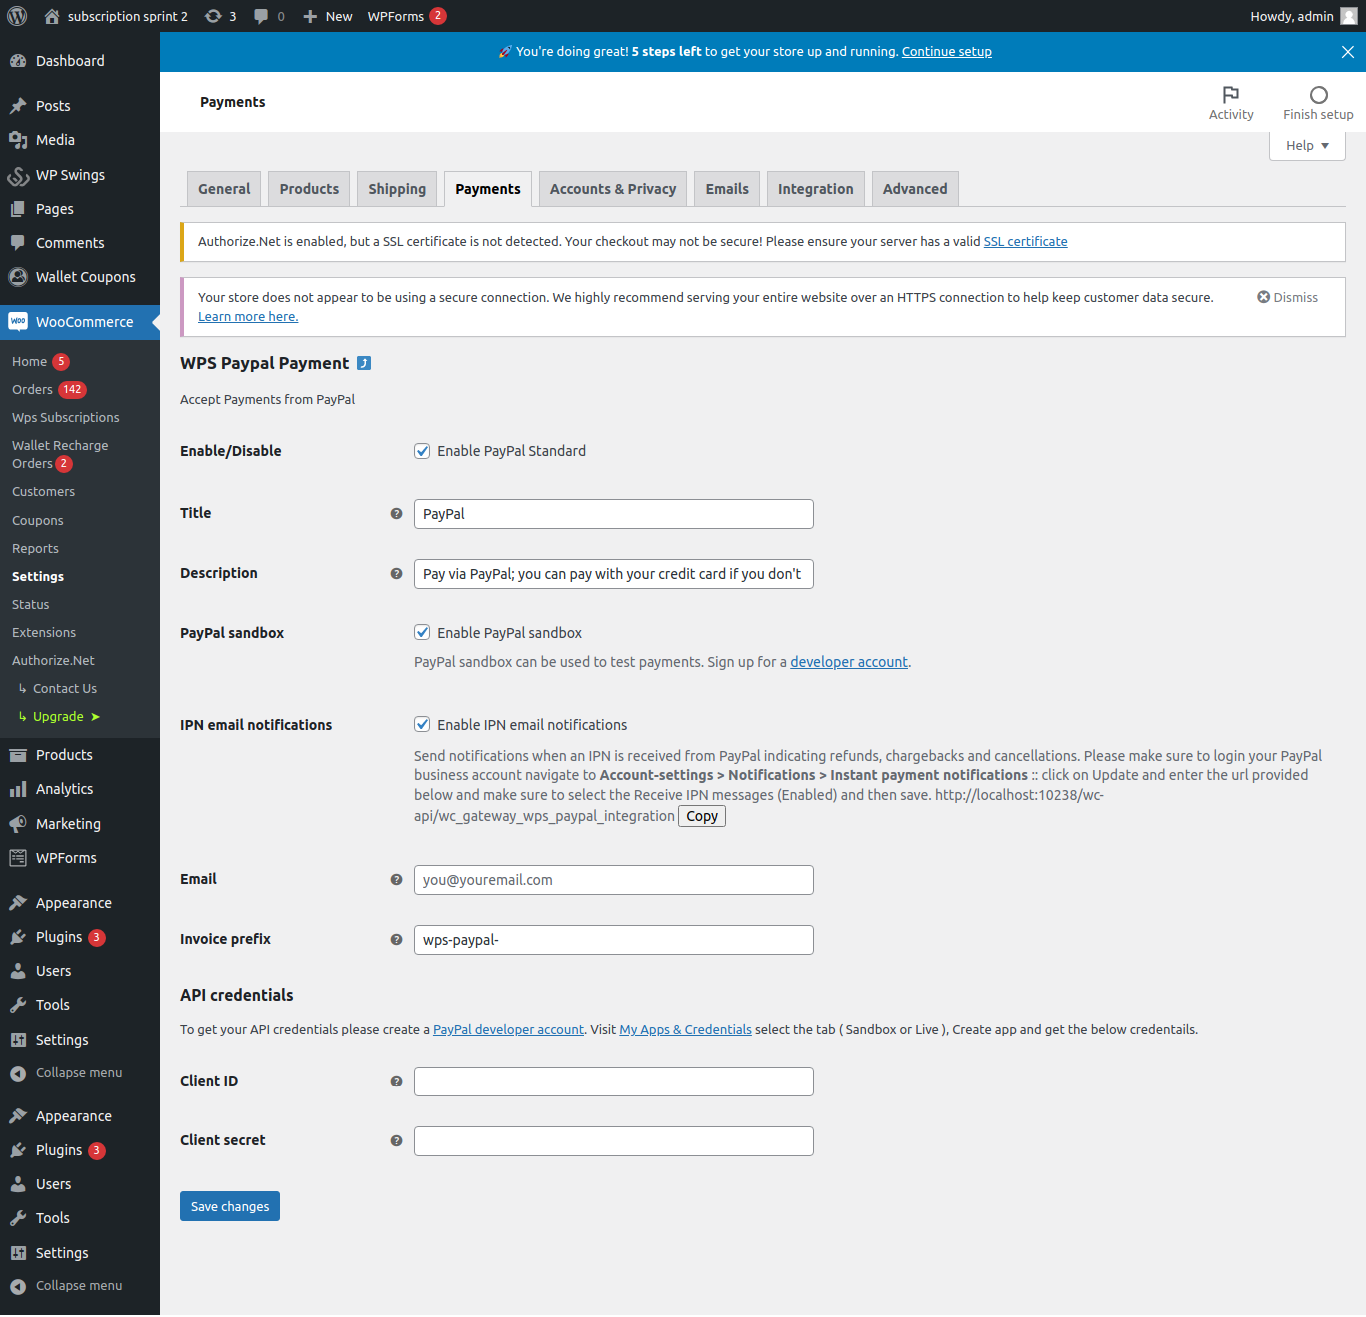 subscription sprint 2 3 0 New WPForms 2 Howdy, admin
🚀 You're doing great! 5 steps left to get your store up and running. Continue setup
Dashboard
Posts
Media
WP Swings
Pages
Comments
Wallet Coupons
WOO WooCommerce
Home 5
Orders 142
Wps Subscriptions
Wallet Recharge
Orders 2
Customers
Coupons
Reports
Settings
Status
Extensions
Authorize.Net
↳ Contact Us
↳ Upgrade ➤
Products
Analytics
Marketing
WPForms
Appearance
Plugins 3
Users
Tools
Settings
Collapse menu
Appearance
Plugins 3
Users
Tools
Settings
Collapse menu
Payments
Activity
Finish setup
Help ▼
General Products Shipping Payments Accounts & Privacy Emails Integration Advanced
Authorize.Net is enabled, but a SSL certificate is not detected. Your checkout may not be secure! Please ensure your server has a valid SSL certificate
Your store does not appear to be using a secure connection. We highly recommend serving your entire website over an HTTPS connection to help keep customer data secure.
Learn more here.
Dismiss
WPS Paypal Payment ⤴
Accept Payments from PayPal
Enable/Disable Enable PayPal Standard
Title PayPal
Description Pay via PayPal; you can pay with your credit card if you don't
PayPal sandbox Enable PayPal sandbox
PayPal sandbox can be used to test payments. Sign up for a developer account.
IPN email notifications Enable IPN email notifications
Send notifications when an IPN is received from PayPal indicating refunds, chargebacks and cancellations. Please make sure to login your PayPal
business account navigate to Account-settings > Notifications > Instant payment notifications :: click on Update and enter the url provided
below and make sure to select the Receive IPN messages (Enabled) and then save. http://localhost:10238/wc-
api/wc_gateway_wps_paypal_integration Copy
Email you@youremail.com
Invoice prefix wps-paypal-
API credentials
To get your API credentials please create a PayPal developer account. Visit My Apps & Credentials select the tab ( Sandbox or Live ), Create app and get the below credentails.
Client ID
Client secret
Save changes